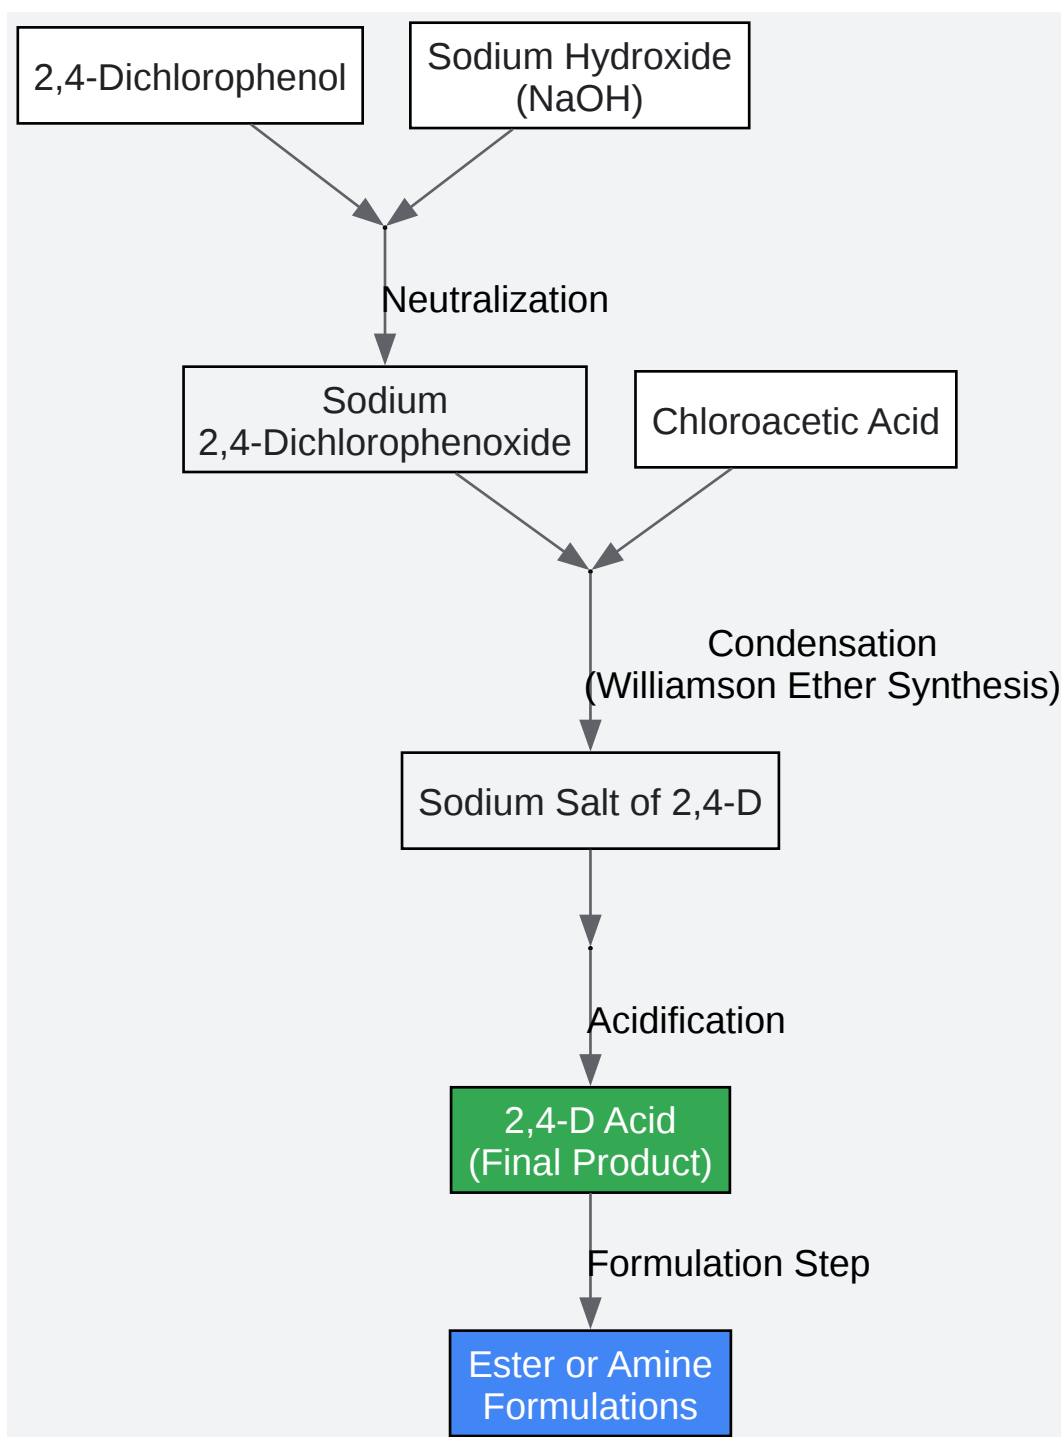 2,4-Dichlorophenol
Sodium Hydroxide
(NaOH)
Neutralization
Sodium
2,4-Dichlorophenoxide
Chloroacetic Acid
Condensation
(Williamson Ether Synthesis)
Sodium Salt of 2,4-D
Acidification
2,4-D Acid
(Final Product)
Formulation Step
Ester or Amine
Formulations